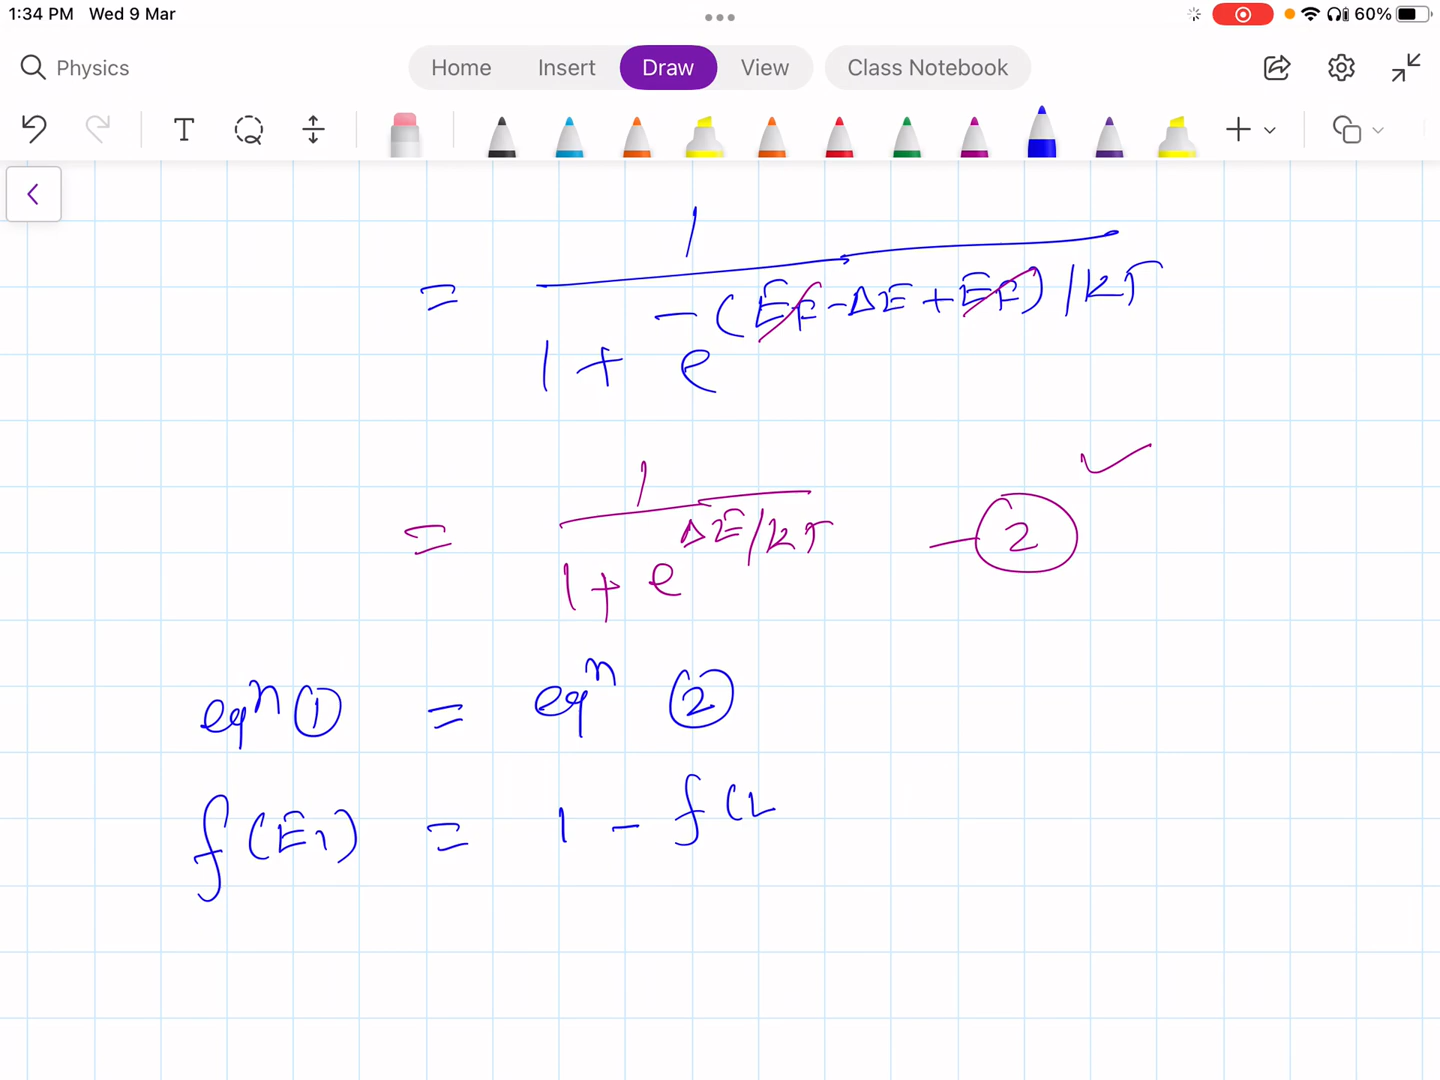 1:34 PM Wed 9 Mar 60%
Physics Home Insert Draw View Class Notebook
T
= 1 / (1 + e^(-(EF - ΔE + EF)/kT))
= 1 / (1 + e^(ΔE/kT)) — ②
eqⁿ ① = eqⁿ ②
f(E1) = 1 - f(